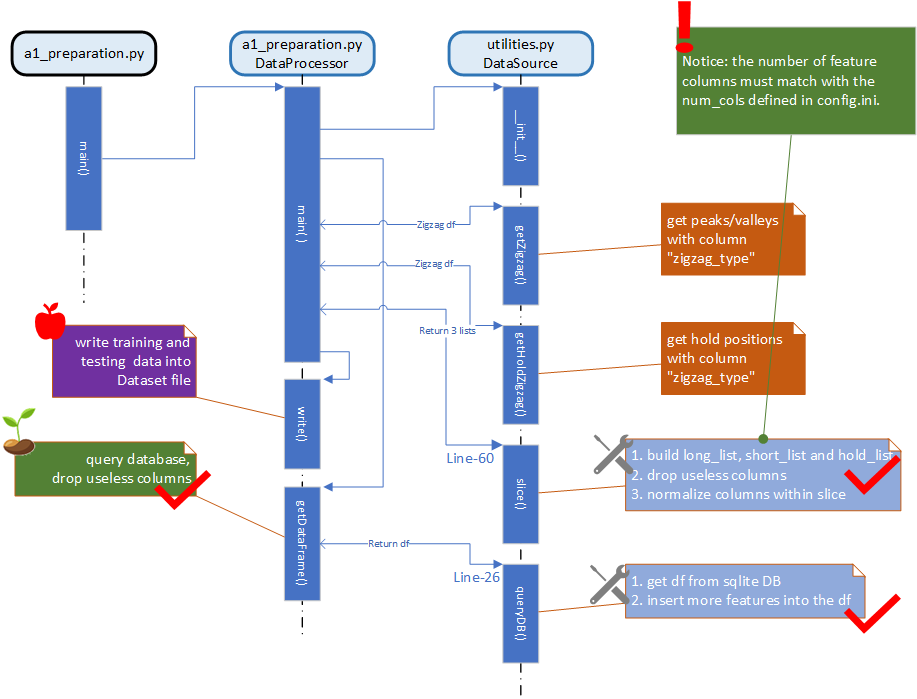 a1_preparation.py
a1_preparation.py
DataProcessor
utilities.py
DataSource
Notice: the number of feature
columns must match with the
num_cols defined in config.ini.
main()
main( )
__init__( )
Zigzag df
getZigzag()
get peaks/valleys
with column
"zigzag_type"
Zigzag df
Return 3 lists
getHoldZigzag()
get hold positions
with column
"zigzag_type"
write training and
testing data into
Dataset file
write()
query database,
drop useless columns
Line-60
slice()
1. build long_list, short_list and hold_list
2. drop useless columns
3. normalize columns within slice
getDataFrame()
Return df
Line-26
queryDB()
1. get df from sqlite DB
2. insert more features into the df